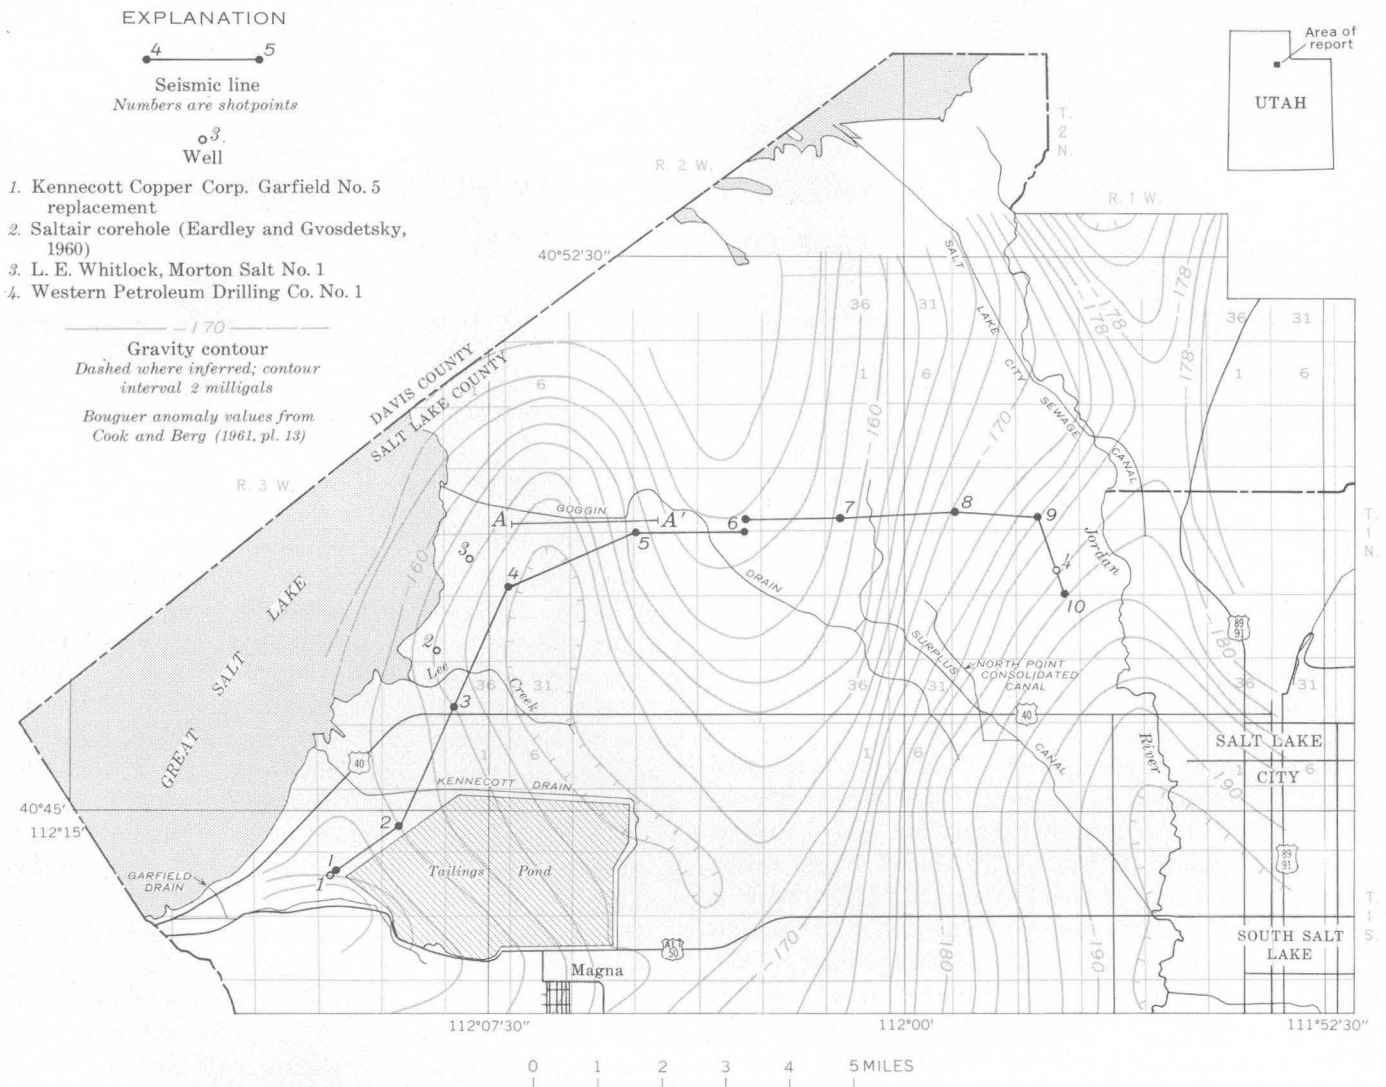 EXPLANATION
4 5
Seismic line
Numbers are shotpoints
3
Well
1. Kennecott Copper Corp. Garfield No. 5
replacement
2. Saltair corehole (Eardley and Gvosdetsky,
1960)
3. L. E. Whitlock, Morton Salt No. 1
4. Western Petroleum Drilling Co. No. 1
-170
Gravity contour
Dashed where inferred; contour
interval 2 milligals
Bouguer anomaly values from
Cook and Berg (1961, pl. 13)
Area of
report
UTAH
T.
2
N.
R. 2 W.
R. 1 W.
40°52'30"
SALT
LAKE
CITY
SEWAGE
CANAL
-178
-178
-178
-178
36 31
36 31
1 6
1 6
DAVIS COUNTY
SALT LAKE COUNTY
1 6
-160
-170
R. 3 W.
A GOGGIN A'
DRAIN
6 7 8 9
5
4
10
Jordan
T.
1
N.
3
4
-160
2
Lee
Creek
3
36 31
36 31
36 31
SURPLUS
CANAL
NORTH POINT
CONSOLIDATED
CANAL
-180
89
91
40
GREAT SALT LAKE
40
1 6
1 6
1 6
KENNECOTT DRAIN
River
SALT LAKE
CITY
-190
40°45'
112°15'
2
1
1
GARFIELD
DRAIN
Tailings Pond
89
91
T.
1
S.
ALT
50
-170
-180
-190
SOUTH SALT
LAKE
Magna
112°07'30"
112°00'
111°52'30"
0 1 2 3 4 5 MILES